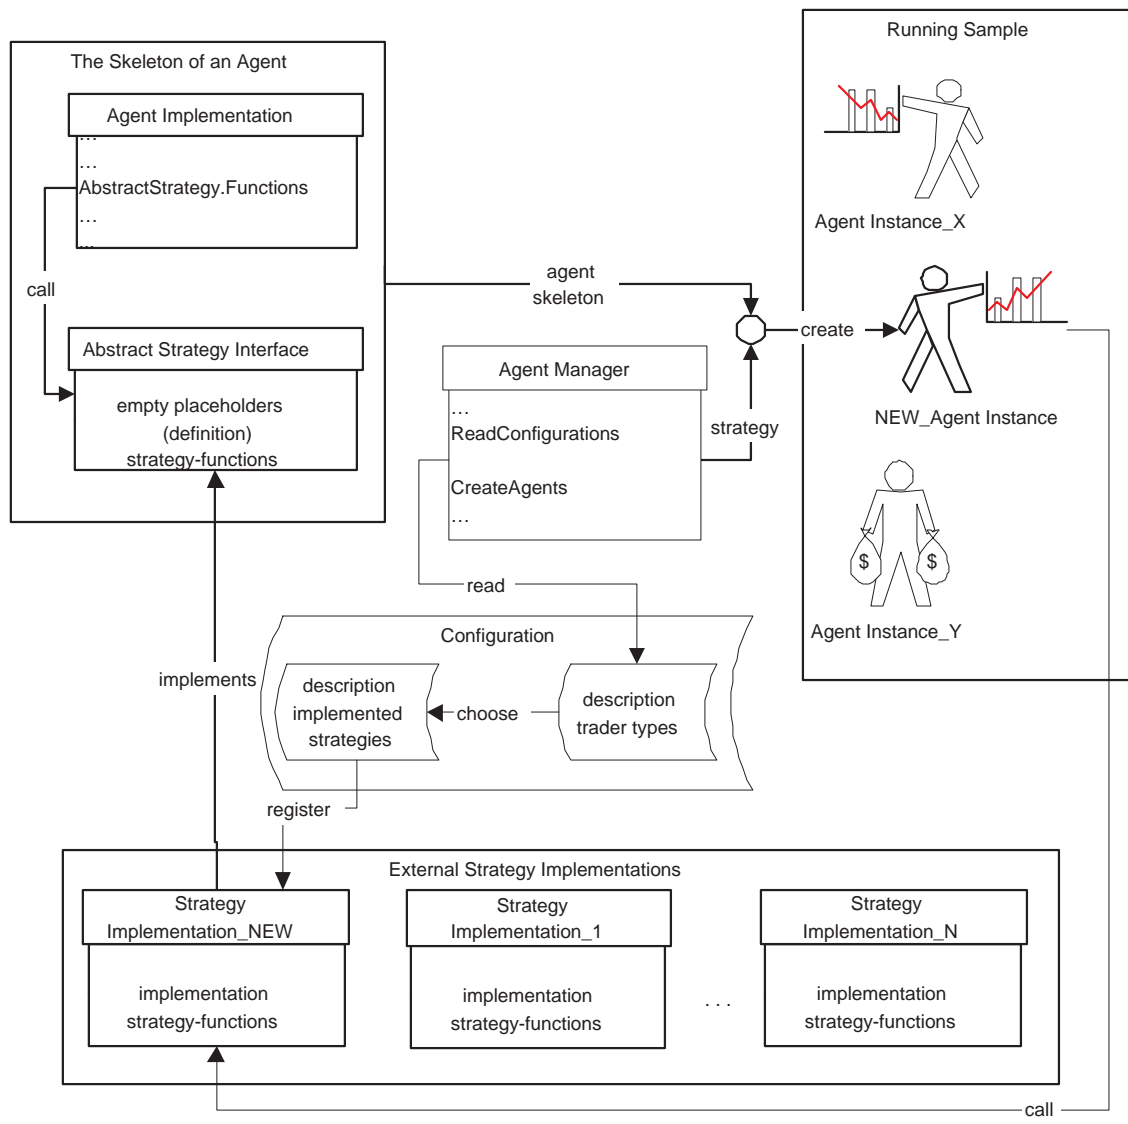 Running Sample
The Skeleton of an Agent
Agent Implementation
...
...
AbstractStrategy.Functions
...
...
call
Abstract Strategy Interface
empty placeholders
(definition)
strategy-functions
agent
skeleton
create
Agent Manager
...
ReadConfigurations
CreateAgents
...
strategy
Agent Instance_X
NEW_Agent Instance
$ $
Agent Instance_Y
read
Configuration
implements
description
implemented
strategies
choose
description
trader types
register
External Strategy Implementations
Strategy
Implementation_NEW
implementation
strategy-functions
Strategy
Implementation_1
implementation
strategy-functions
. . .
Strategy
Implementation_N
implementation
strategy-functions
call